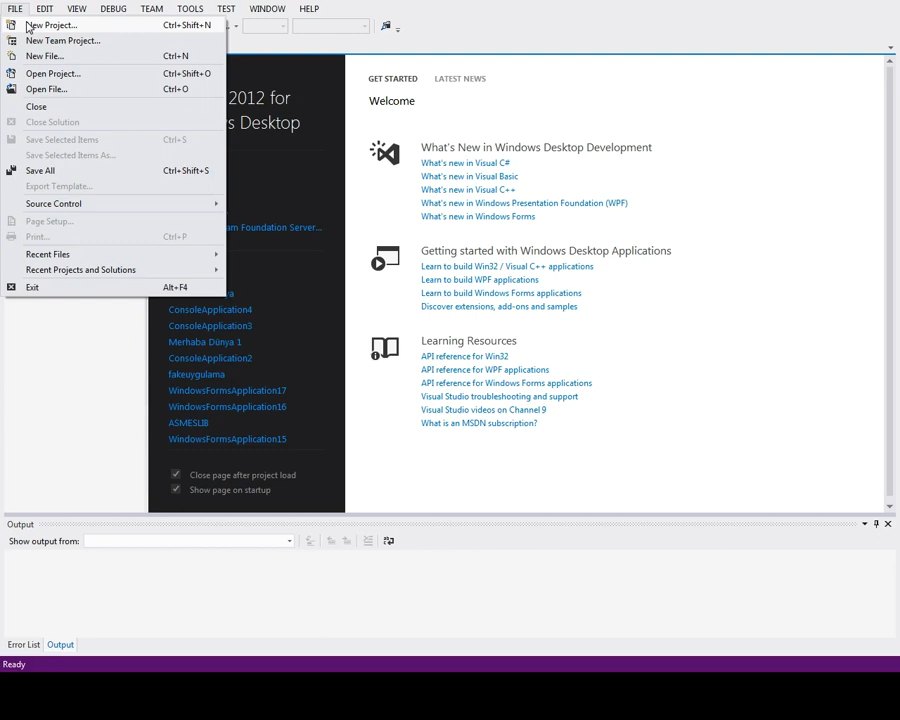 FILE EDIT VIEW DEBUG TEAM TOOLS TEST WINDOW HELP
New Project... Ctrl+Shift+N
New Team Project...
New File... Ctrl+N
Open Project... Ctrl+Shift+O
Open File... Ctrl+O
Close
Close Solution
Save Selected Items Ctrl+S
Save Selected Items As...
Save All Ctrl+Shift+S
Export Template...
Source Control
Page Setup...
Print... Ctrl+P
Recent Files
Recent Projects and Solutions
Exit Alt+F4
2012 for
Desktop
Foundation Server...
ConsoleApplication4
ConsoleApplication3
Merhaba Dünya 1
ConsoleApplication2
fakeuygulama
WindowsFormsApplication17
WindowsFormsApplication16
ASMESLIB
WindowsFormsApplication15
Close page after project load
Show page on startup
GET STARTED LATEST NEWS
Welcome
What's New in Windows Desktop Development
What's new in Visual C#
What's new in Visual Basic
What's new in Visual C++
What's new in Windows Presentation Foundation (WPF)
What's new in Windows Forms
Getting started with Windows Desktop Applications
Learn to build Win32 / Visual C++ applications
Learn to build WPF applications
Learn to build Windows Forms applications
Discover extensions, add-ons and samples
Learning Resources
API reference for Win32
API reference for WPF applications
API reference for Windows Forms applications
Visual Studio troubleshooting and support
Visual Studio videos on Channel 9
What is an MSDN subscription?
Output
Show output from:
Error List Output
Ready